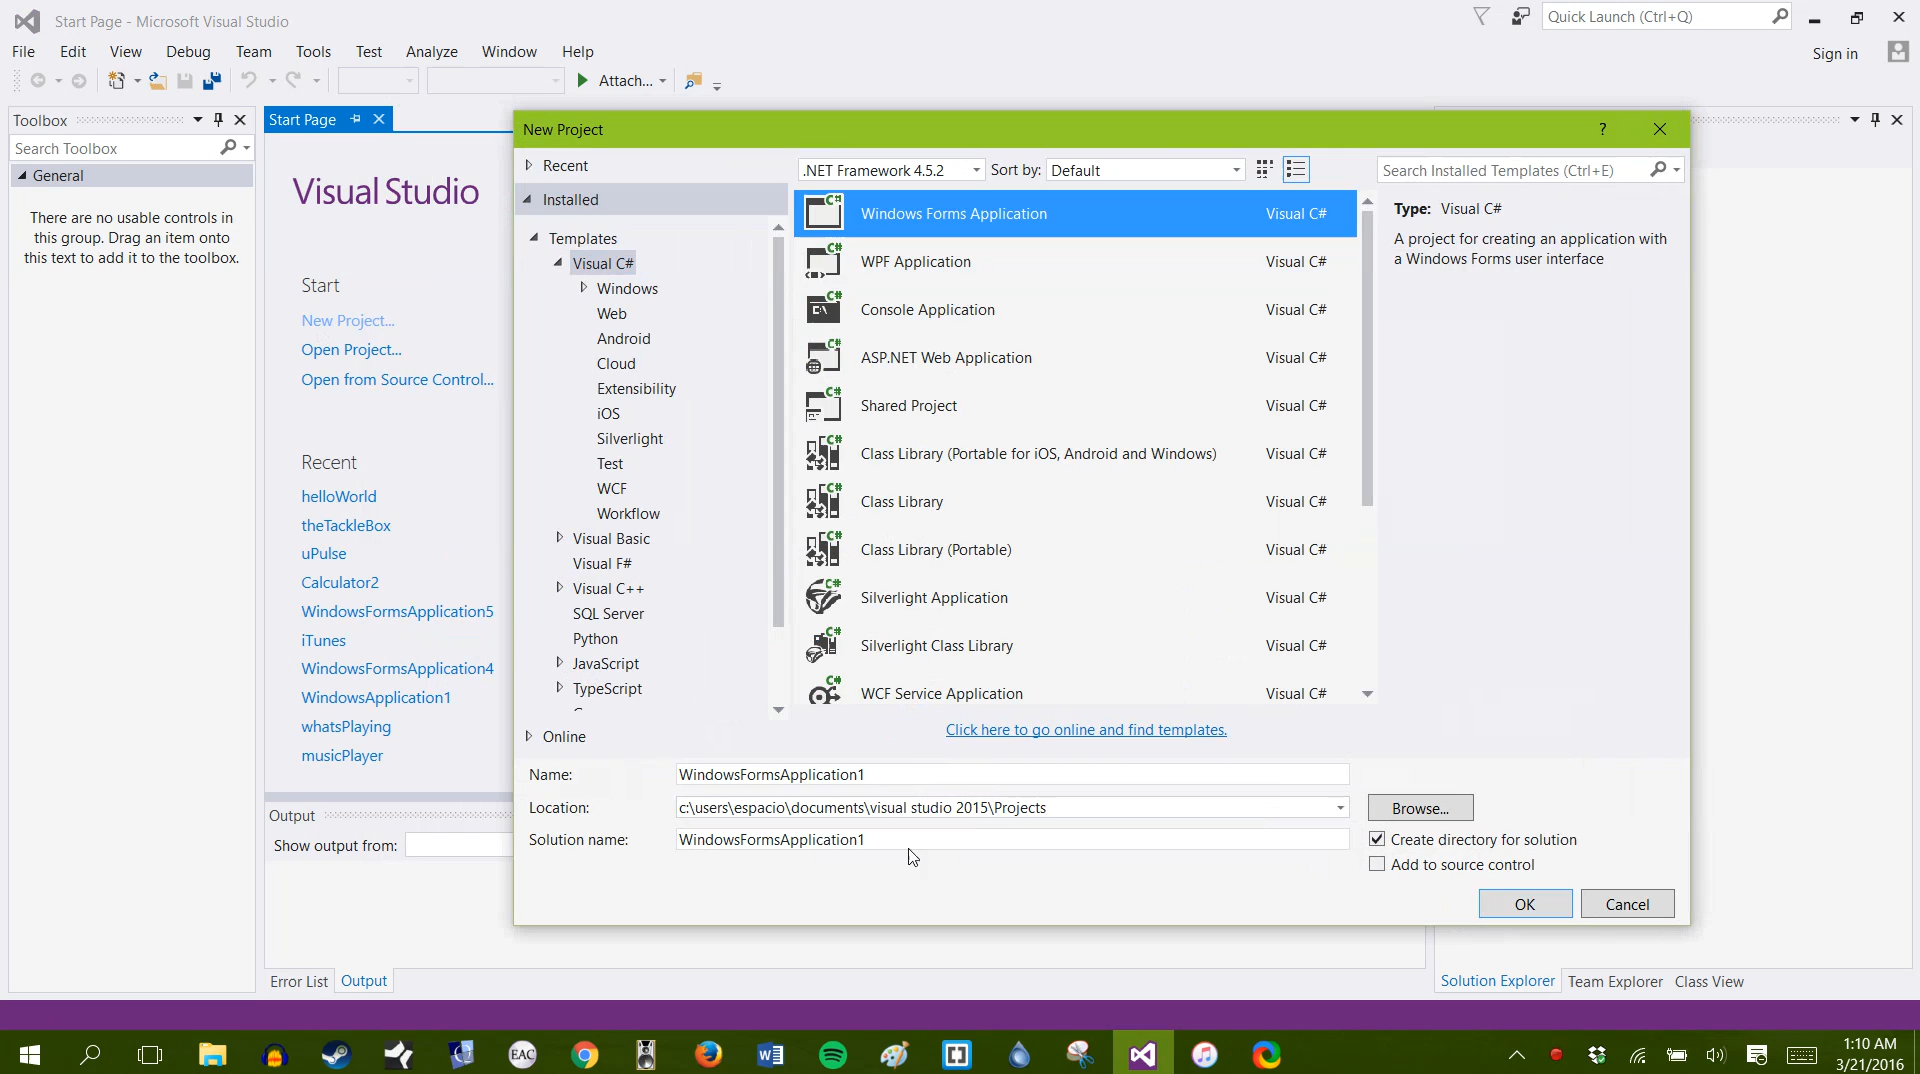 Start Page - Microsoft Visual Studio
Quick Launch (Ctrl+Q)
File Edit View Debug Team Tools Test Analyze Window Help
Sign in
Attach...
Toolbox
Search Toolbox
General
There are no usable controls in
this group. Drag an item onto
this text to add it to the toolbox.
Start Page
Visual Studio
Start
New Project...
Open Project...
Open from Source Control...
Recent
helloWorld
theTackleBox
uPulse
Calculator2
WindowsFormsApplication5
iTunes
WindowsFormsApplication4
WindowsApplication1
whatsPlaying
musicPlayer
Output
Show output from:
Error List Output
New Project
?
Recent
Installed
Templates
Visual C#
Windows
Web
Android
Cloud
Extensibility
iOS
Silverlight
Test
WCF
Workflow
Visual Basic
Visual F#
Visual C++
SQL Server
Python
JavaScript
TypeScript
Online
.NET Framework 4.5.2 Sort by: Default
Search Installed Templates (Ctrl+E)
C# Windows Forms Application Visual C#
C# WPF Application Visual C#
C# Console Application Visual C#
C# ASP.NET Web Application Visual C#
C# Shared Project Visual C#
C# Class Library (Portable for iOS, Android and Windows) Visual C#
C# Class Library Visual C#
C# Class Library (Portable) Visual C#
C# Silverlight Application Visual C#
C# Silverlight Class Library Visual C#
C# WCF Service Application Visual C#
Click here to go online and find templates.
Type: Visual C#
A project for creating an application with
a Windows Forms user interface
Name: WindowsFormsApplication1
Location: c:\users\espacio\documents\visual studio 2015\Projects Browse...
Solution name: WindowsFormsApplication1
Create directory for solution
Add to source control
OK Cancel
Solution Explorer Team Explorer Class View
EAC
1:10 AM
3/21/2016